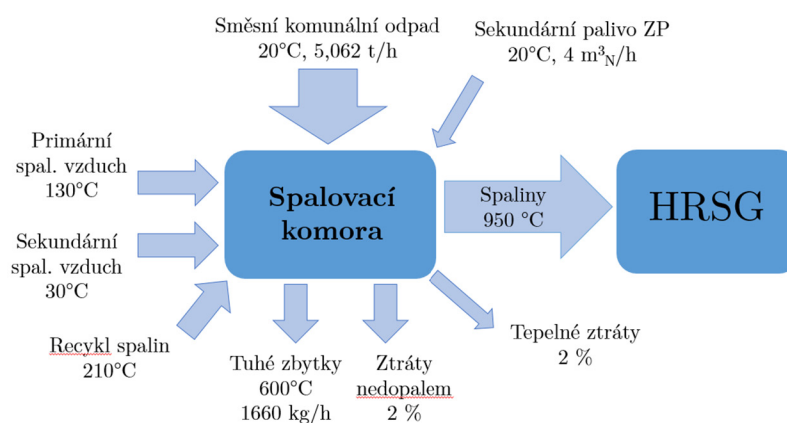 Směsní komunální odpad
20°C, 5,062 t/h
Sekundární palivo ZP
20°C, 4 m³N/h
Primární
spal. vzduch
130°C
Spalovací
komora
Spaliny
950 °C
HRSG
Sekundární
spal. vzduch
30°C
Recykl spalin
210°C
Tuhé zbytky
600°C
1660 kg/h
Ztráty
nedopalem
2 %
Tepelné ztráty
2 %